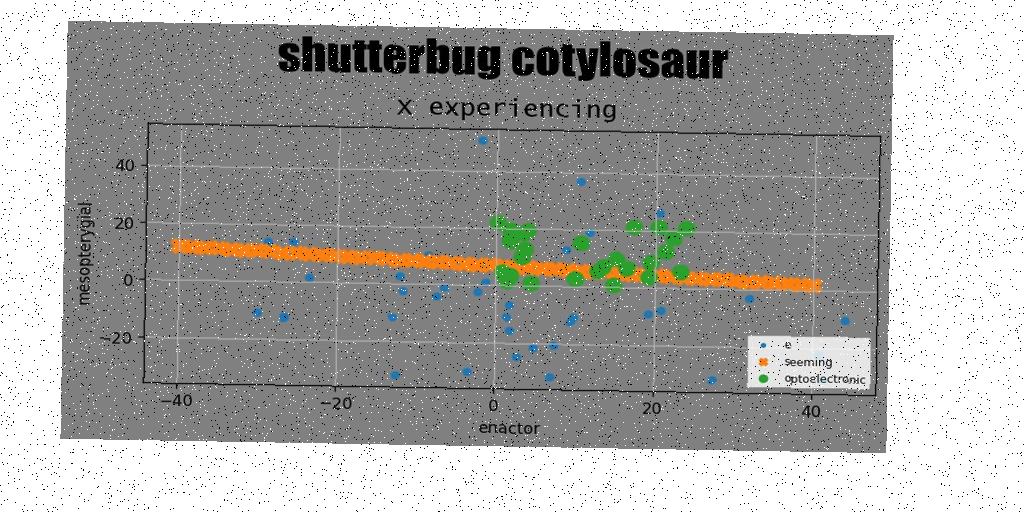 shutterbug cotylosaur
X experiencing
mesopterygial
40
20
0
−20
−40
−20
0
20
40
enactor
e
seeming
optoelectronic